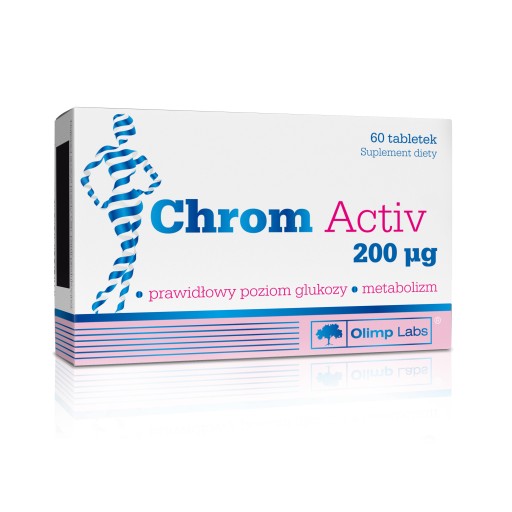 60 tabletek
Suplement diety
Chrom Activ
200 µg
• prawidłowy poziom glukozy • metabolizm
Olimp Labs®